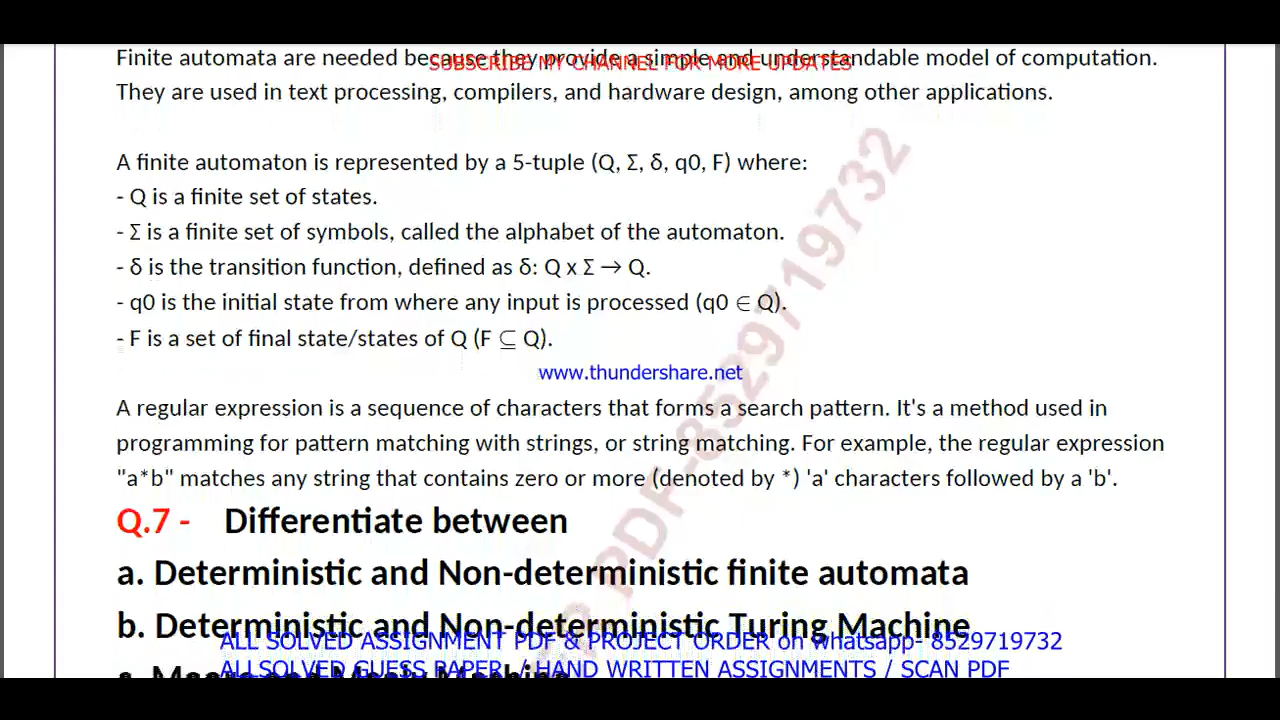 Finite automata are needed because they provide a simple and understandable model of computation.
SUBSCRIBE MY CHANNEL FOR MORE UPDATES
They are used in text processing, compilers, and hardware design, among other applications.
A finite automaton is represented by a 5-tuple (Q, Σ, δ, q0, F) where:
- Q is a finite set of states.
- Σ is a finite set of symbols, called the alphabet of the automaton.
- δ is the transition function, defined as δ: Q x Σ → Q.
- q0 is the initial state from where any input is processed (q0 ∈ Q).
- F is a set of final state/states of Q (F ⊆ Q).
www.thundershare.net
A regular expression is a sequence of characters that forms a search pattern. It's a method used in
programming for pattern matching with strings, or string matching. For example, the regular expression
"a*b" matches any string that contains zero or more (denoted by *) 'a' characters followed by a 'b'.
Q.7 - Differentiate between
a. Deterministic and Non-deterministic finite automata
b. Deterministic and Non-deterministic Turing Machine
ALL SOLVED ASSIGNMENT PDF & PROJECT ORDER on whatsapp- 8529719732
ALLSOLVED GUESS PAPER / HAND WRITTEN ASSIGNMENTS / SCAN PDF
PDF-8529719732